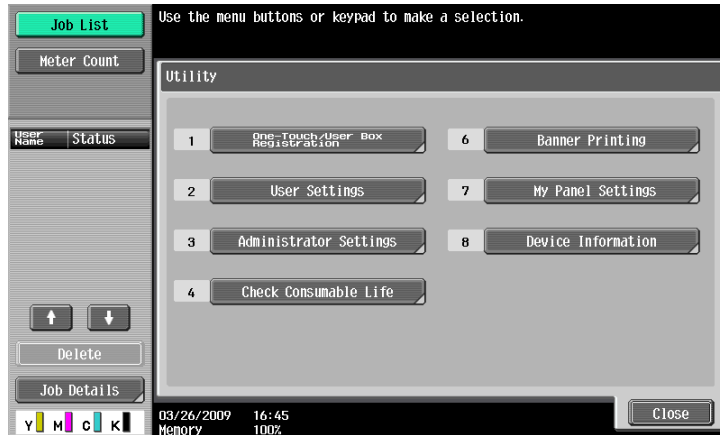 Job List
Meter Count
User Name
Status
Delete
Job Details
Y M C K
Use the menu buttons or keypad to make a selection.
Utility
1 One-Touch/User Box
Registration
2 User Settings
3 Administrator Settings
4 Check Consumable Life
6 Banner Printing
7 My Panel Settings
8 Device Information
03/26/2009 16:45
Memory 100%
Close